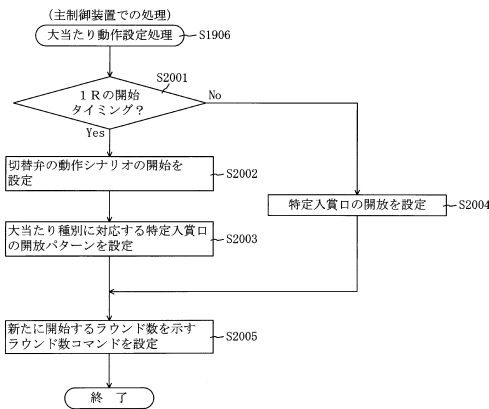 (主制御装置での処理)
大当たり動作設定処理
S1906
S2001
1Rの開始
タイミング?
No
Yes
切替弁の動作シナリオの開始を
設定
S2002
特定入賞口の開放を設定
S2004
大当たり種別に対応する特定入賞口
の開放パターンを設定
S2003
新たに開始するラウンド数を示す
ラウンド数コマンドを設定
S2005
終 了